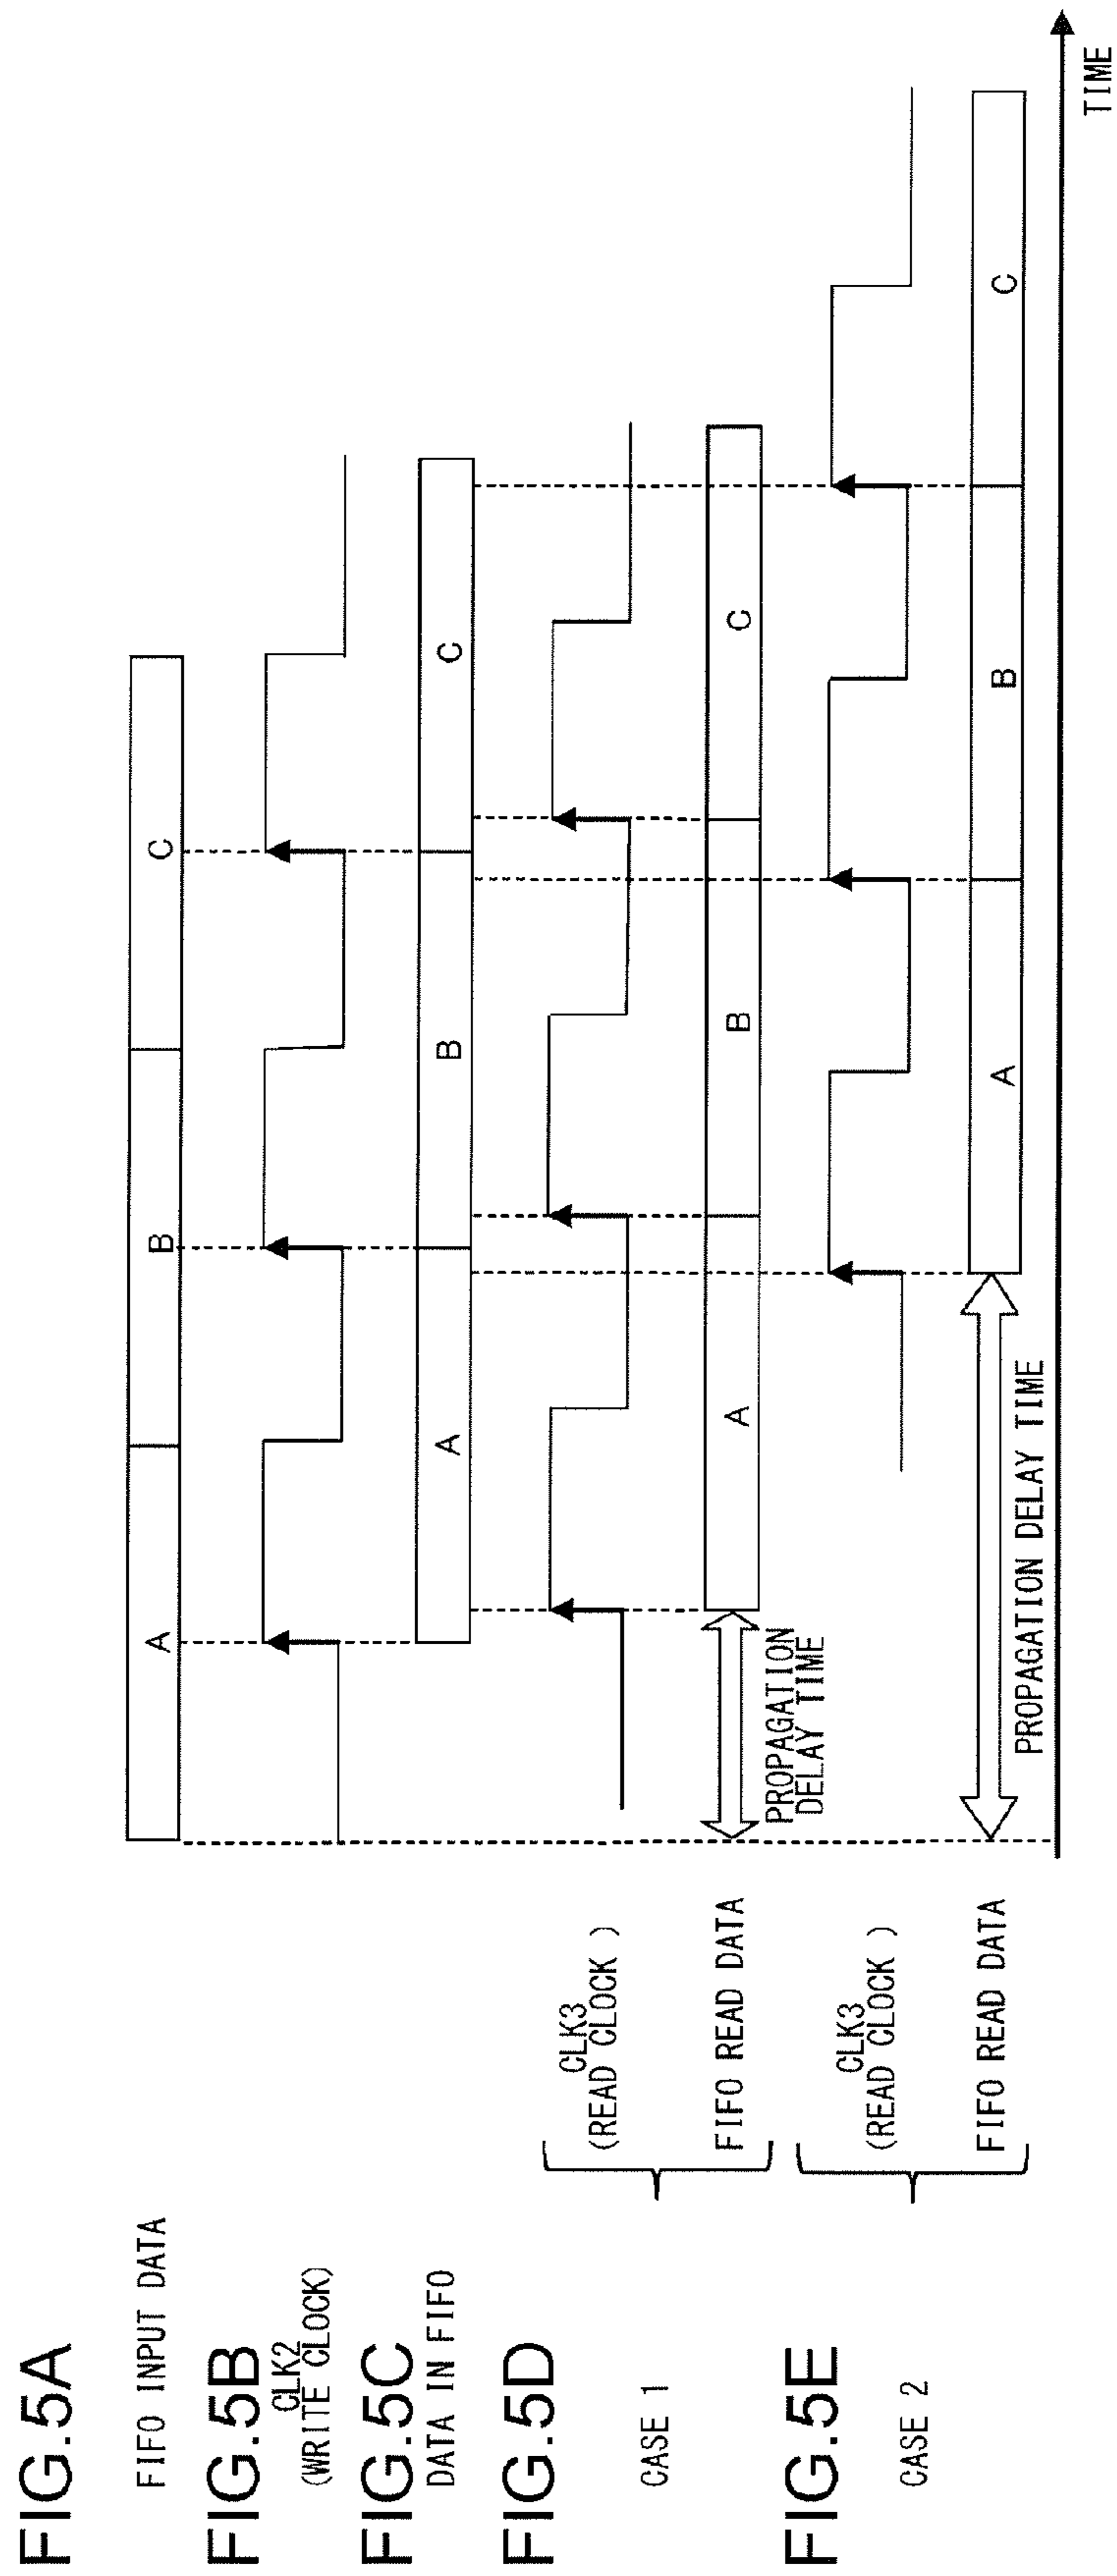 FIG.5A
FIFO INPUT DATA
A
B
C
FIG.5B
CLK2
(WRITE CLOCK)
FIG.5C
DATA IN FIFO
A
B
C
FIG.5D
CASE 1
CLK3
(READ CLOCK )
FIFO READ DATA
A
B
C
PROPAGATION
DELAY TIME
FIG.5E
CASE 2
CLK3
(READ CLOCK )
FIFO READ DATA
A
B
C
PROPAGATION DELAY TIME
TIME